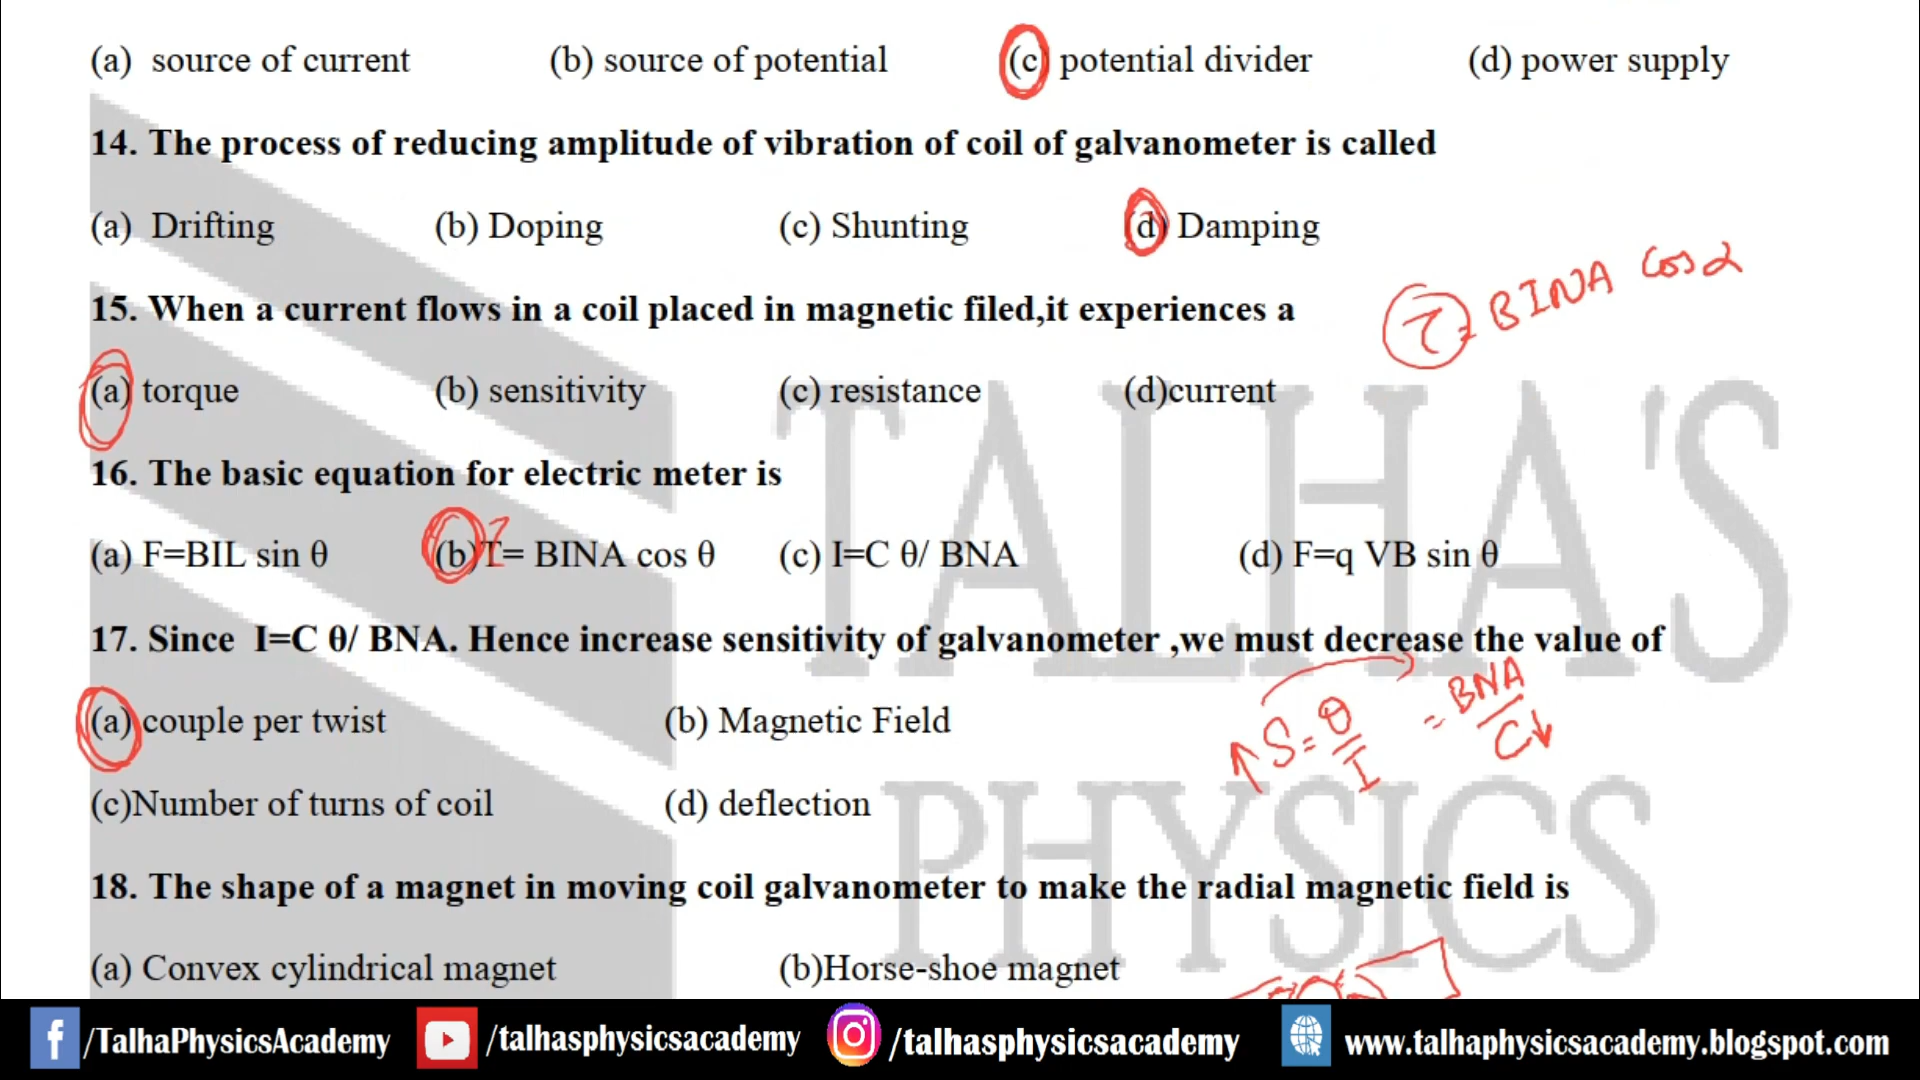 (a) source of current (b) source of potential (c) potential divider (d) power supply
14. The process of reducing amplitude of vibration of coil of galvanometer is called
(a) Drifting (b) Doping (c) Shunting (d) Damping
15. When a current flows in a coil placed in magnetic filed,it experiences a
τ = BINA Cos α
(a) torque (b) sensitivity (c) resistance (d)current
16. The basic equation for electric meter is
(a) F=BIL sin θ (b)T= BINA cos θ (c) I=C θ/ BNA (d) F=q VB sin θ
17. Since I=C θ/ BNA. Hence increase sensitivity of galvanometer ,we must decrease the value of
(a) couple per twist (b) Magnetic Field
↑ S = θ/I = BNA/C↓
(c)Number of turns of coil (d) deflection
18. The shape of a magnet in moving coil galvanometer to make the radial magnetic field is
(a) Convex cylindrical magnet (b)Horse-shoe magnet
TALHA'S
PHYSICS
/TalhaPhysicsAcademy /talhasphysicsacademy /talhasphysicsacademy www.talhaphysicsacademy.blogspot.com